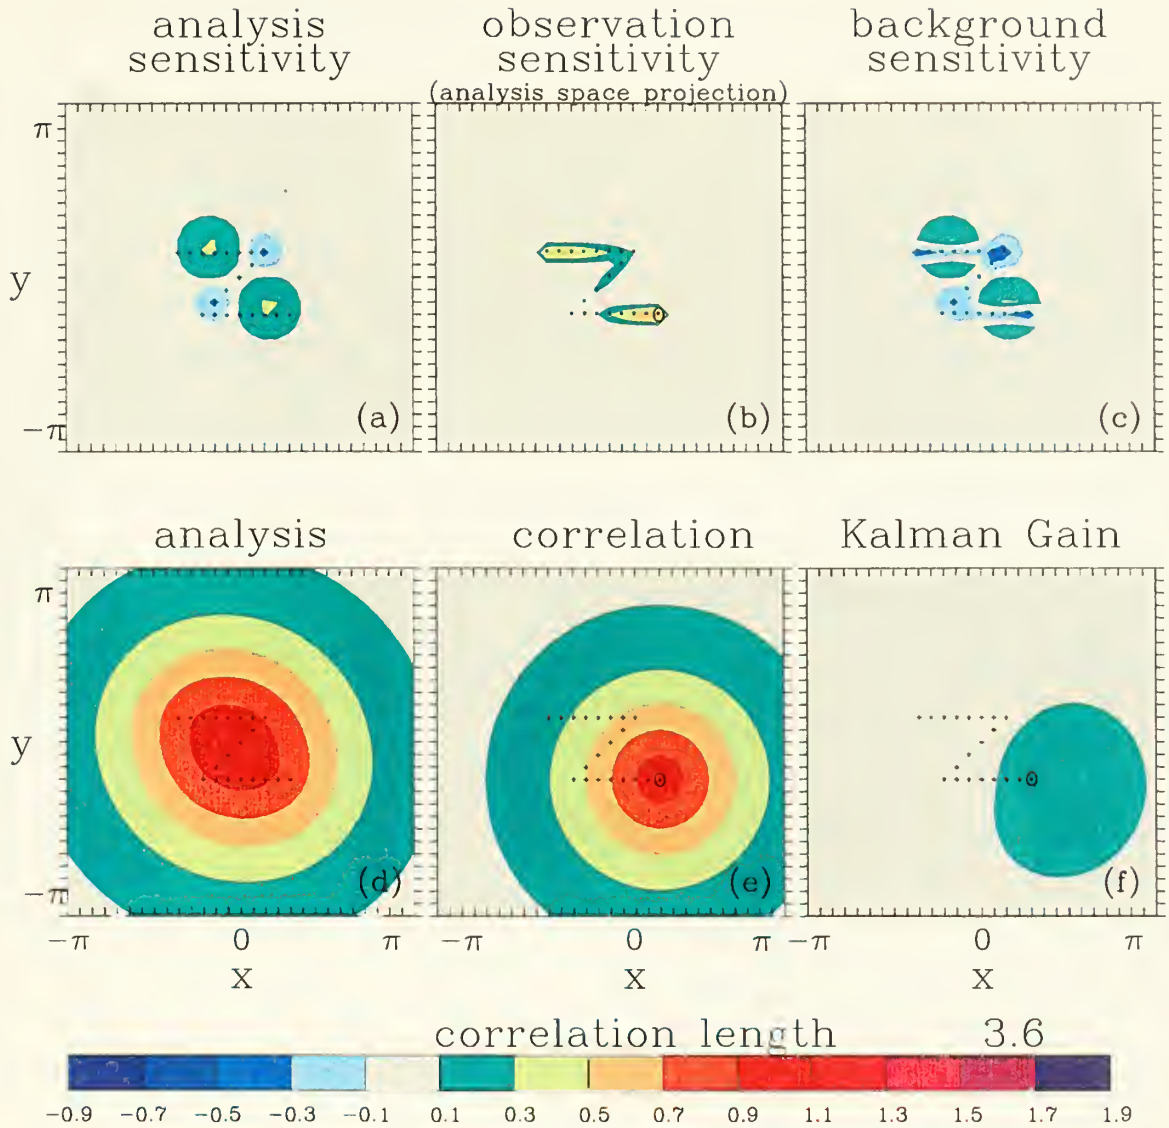 analysis sensitivity
observation sensitivity
(analysis space projection)
background sensitivity
π
y
-π
(a)
(b)
(c)
analysis
correlation
Kalman Gain
π
y
-π
(d)
(e)
(f)
-π 0 π
-π 0 π
-π 0 π
x
x
x
correlation length 3.6
-0.9 -0.7 -0.5 -0.3 -0.1 0.1 0.3 0.5 0.7 0.9 1.1 1.3 1.5 1.7 1.9